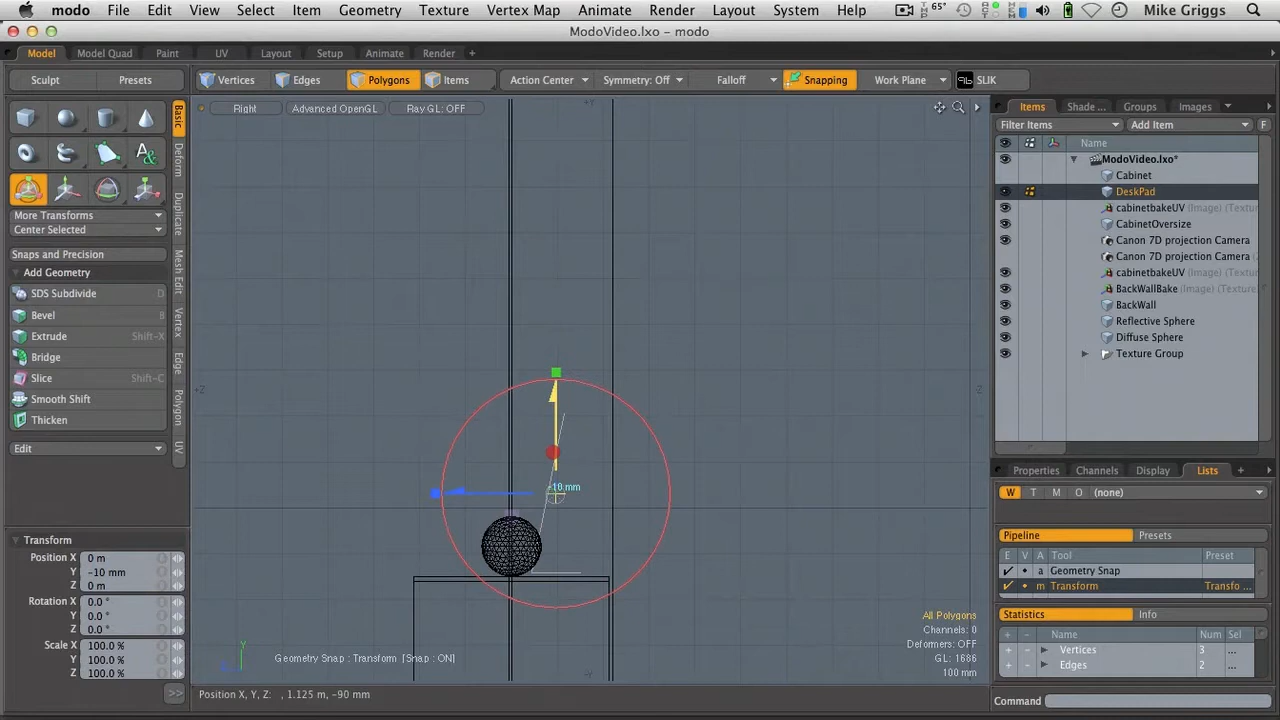 modo File Edit View Select Item Geometry Texture Vertex Map Animate Render Layout System Help 65° Mike Griggs
ModoVideo.lxo - modo
Model Model Quad Paint UV Layout Setup Animate Render +
Sculpt Presets Vertices Edges Polygons Items Action Center Symmetry: Off Falloff Snapping Work Plane SLIK
Right Advanced OpenGL Ray GL: OFF
Items Shade ... Groups Images
Filter Items Add Item F
Name
ModoVideo.lxo*
Cabinet
DeskPad
cabinetbakeUV (Image) (Textur
CabinetOversize
Canon 7D projection Camera
Canon 7D projection Camera (
cabinetbakeUV (Image) (Textur
BackWallBake (Image) (Texture
BackWall
Reflective Sphere
Diffuse Sphere
Texture Group
Basic
Deform
Duplicate
Mesh Edit
Vertex
Edge
Polygon
UV
More Transforms
Center Selected
Snaps and Precision
Add Geometry
SDS Subdivide D
Bevel B
Extrude Shift-X
Bridge
Slice Shift-C
Smooth Shift
Thicken
Edit
Transform
Position X 0 m
Y -10 mm
Z 0 m
Rotation X 0.0 °
Y 0.0 °
Z 0.0 °
Scale X 100.0 %
Y 100.0 %
Z 100.0 %
>>
+Y
+Z
-Z
-Y
-10 mm
Y
All Polygons
Channels: 0
Deformers: OFF
GL: 1686
100 mm
Geometry Snap : Transform [Snap : ON]
Position X, Y, Z: , 1.125 m, -90 mm
Properties Channels Display Lists +
W T M O (none)
Pipeline Presets
E V A Tool Preset
a Geometry Snap
m Transform Transfo ...
Statistics Info
+ - Name Num Sel
+ - Vertices 3 ...
+ - Edges 2 ...
Command